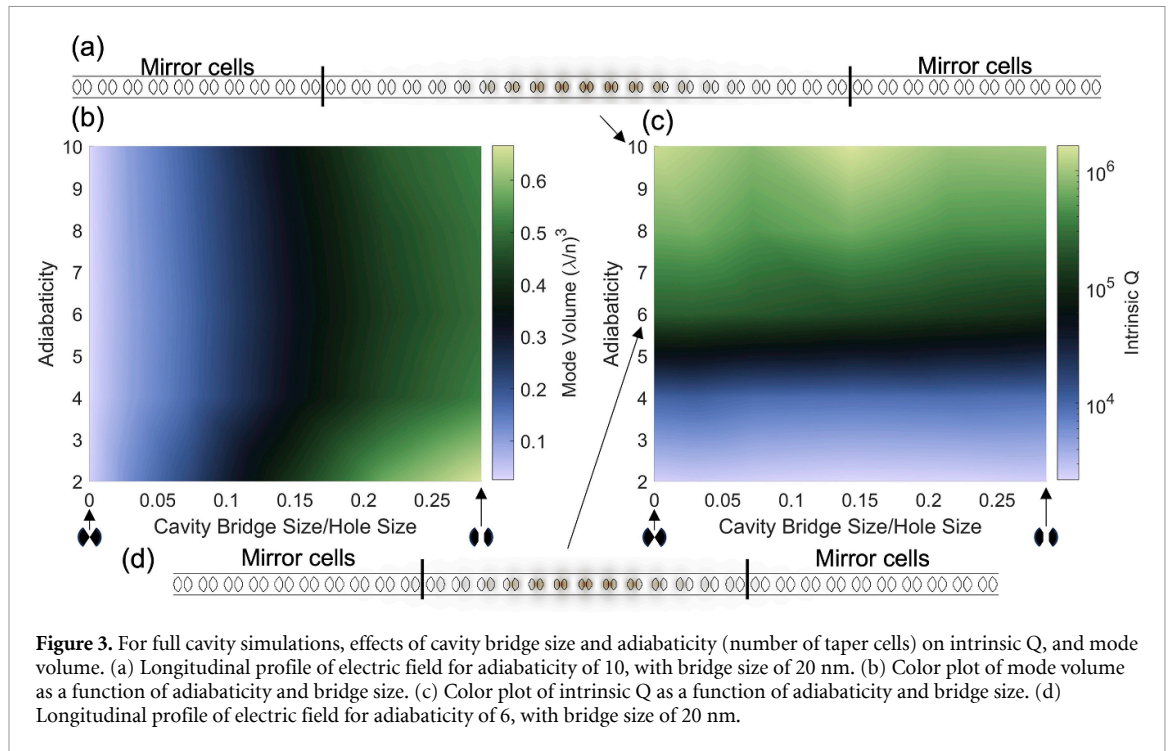 (a)
Mirror cells
Mirror cells
(b)
(c)
10
9
8
7
6
5
4
3
2
Adiabaticity
0
0.05
0.1
0.15
0.2
0.25
Cavity Bridge Size/Hole Size
0.6
0.5
0.4
0.3
0.2
0.1
Mode Volume (λ/n)³
10
9
8
7
6
5
4
3
2
Adiabaticity
0
0.05
0.1
0.15
0.2
0.25
Cavity Bridge Size/Hole Size
10⁶
10⁵
10⁴
Intrinsic Q
(d)
Mirror cells
Mirror cells
Figure 3. For full cavity simulations, effects of cavity bridge size and adiabaticity (number of taper cells) on intrinsic Q, and mode
volume. (a) Longitudinal profile of electric field for adiabaticity of 10, with bridge size of 20 nm. (b) Color plot of mode volume
as a function of adiabaticity and bridge size. (c) Color plot of intrinsic Q as a function of adiabaticity and bridge size. (d)
Longitudinal profile of electric field for adiabaticity of 6, with bridge size of 20 nm.